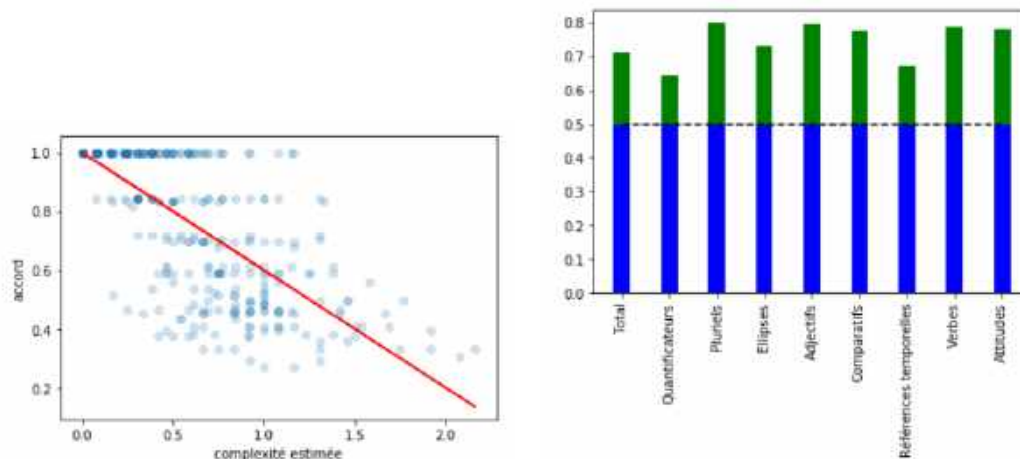 1.0
0.8
0.6
0.4
0.2
accord
0.0
0.5
1.0
1.5
2.0
complexité estimée
0.8
0.7
0.6
0.5
0.4
0.3
0.2
0.1
0.0
Total
Quantificateurs
Pluriels
Ellipses
Adjectifs
Comparatifs
Références temporelles
Verbes
Attitudes